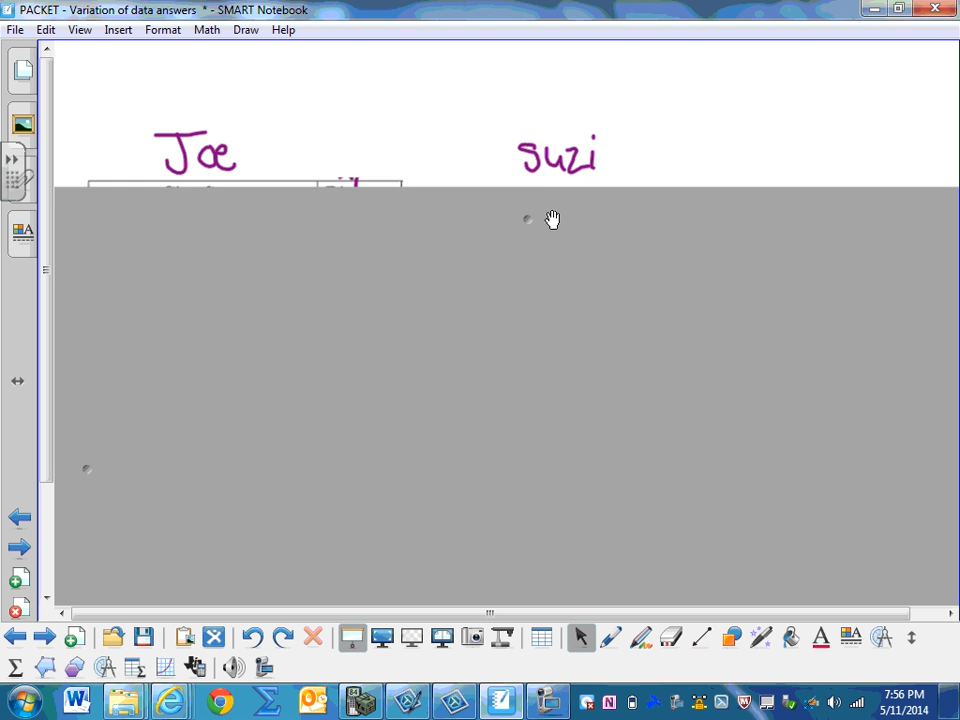 PACKET - Variation of data answers * - SMART Notebook
File Edit View Insert Format Math Draw Help
Joe suzi
7:56 PM
5/11/2014